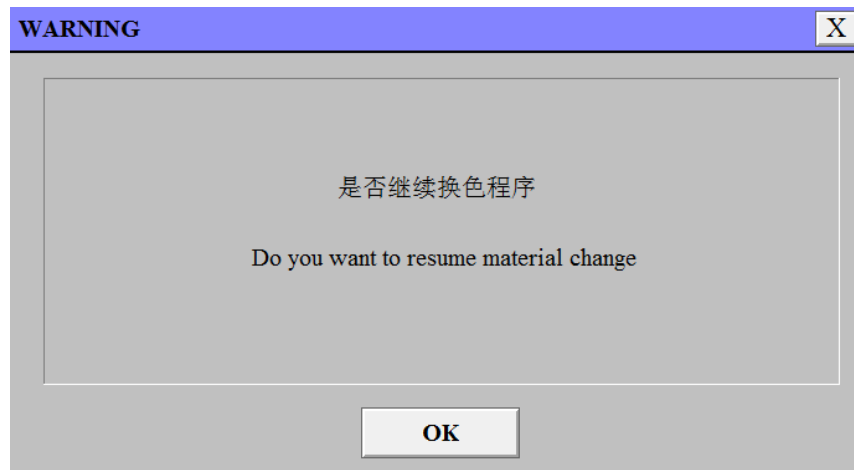 WARNING
X
是否继续换色程序
Do you want to resume material change
OK